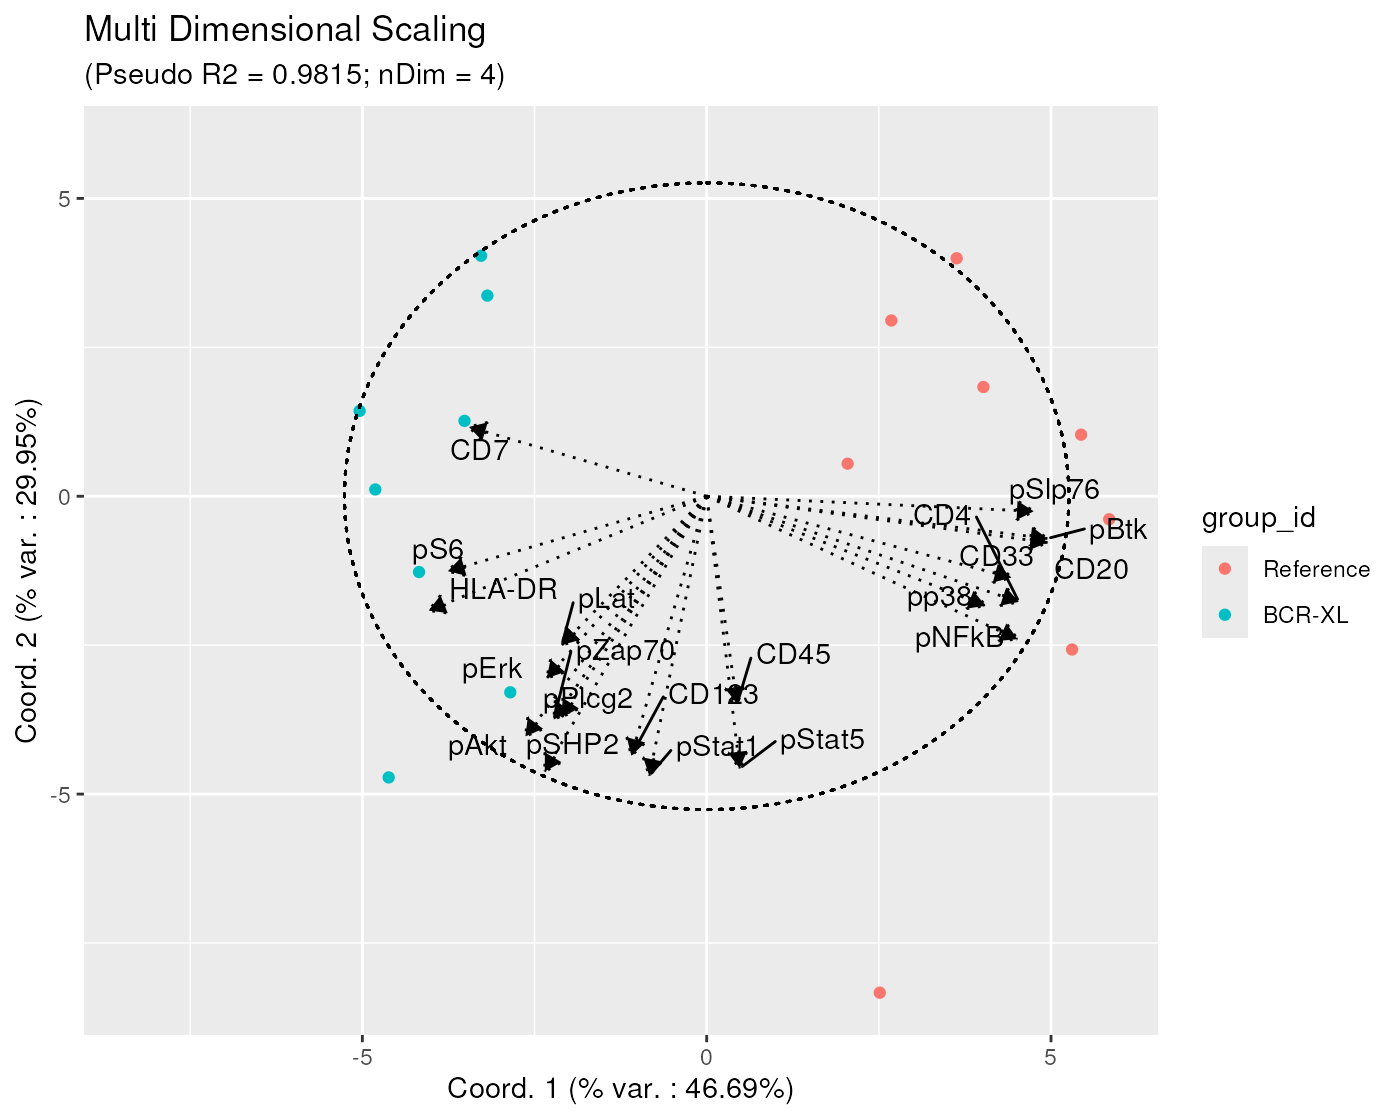 Multi Dimensional Scaling
(Pseudo R2 = 0.9815; nDim = 4)
Coord. 2 (% var. : 29.95%)
5
0
-5
CD7
pSlp76
CD4
pBtk
pS6
CD33
CD20
HLA-DR
pLat
pp38
pNFkB
pZap70
CD45
pErk
pPlcg2
CD123
pAkt
pSHP2
pStat1
pStat5
group_id
Reference
BCR-XL
-5
0
5
Coord. 1 (% var. : 46.69%)